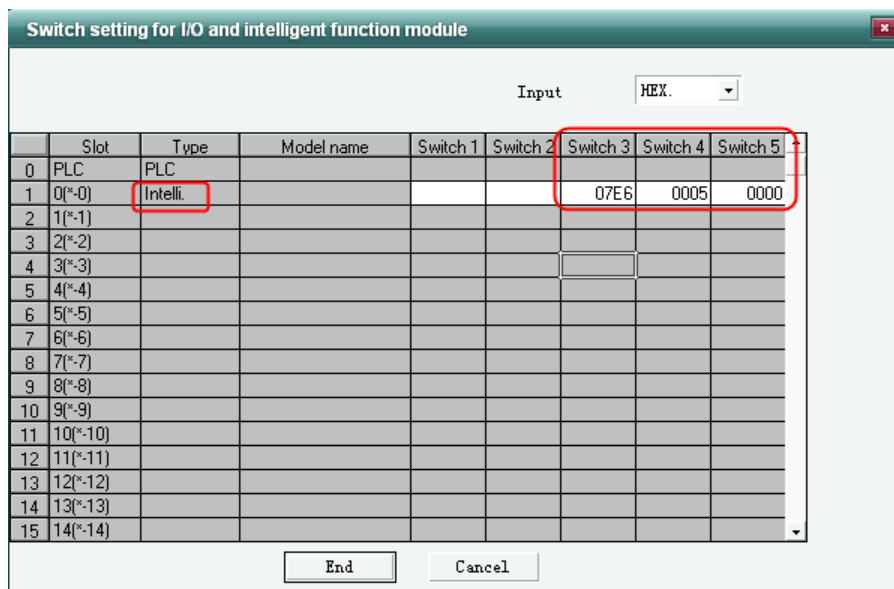 Switch setting for I/O and intelligent function module
Input HEX.
Slot Type Model name Switch 1 Switch 2 Switch 3 Switch 4 Switch 5
0 PLC PLC
1 0(*-0) Intelli. 07E6 0005 0000
2 1(*-1)
3 2(*-2)
4 3(*-3)
5 4(*-4)
6 5(*-5)
7 6(*-6)
8 7(*-7)
9 8(*-8)
10 9(*-9)
11 10(*-10)
12 11(*-11)
13 12(*-12)
14 13(*-13)
15 14(*-14)
End Cancel